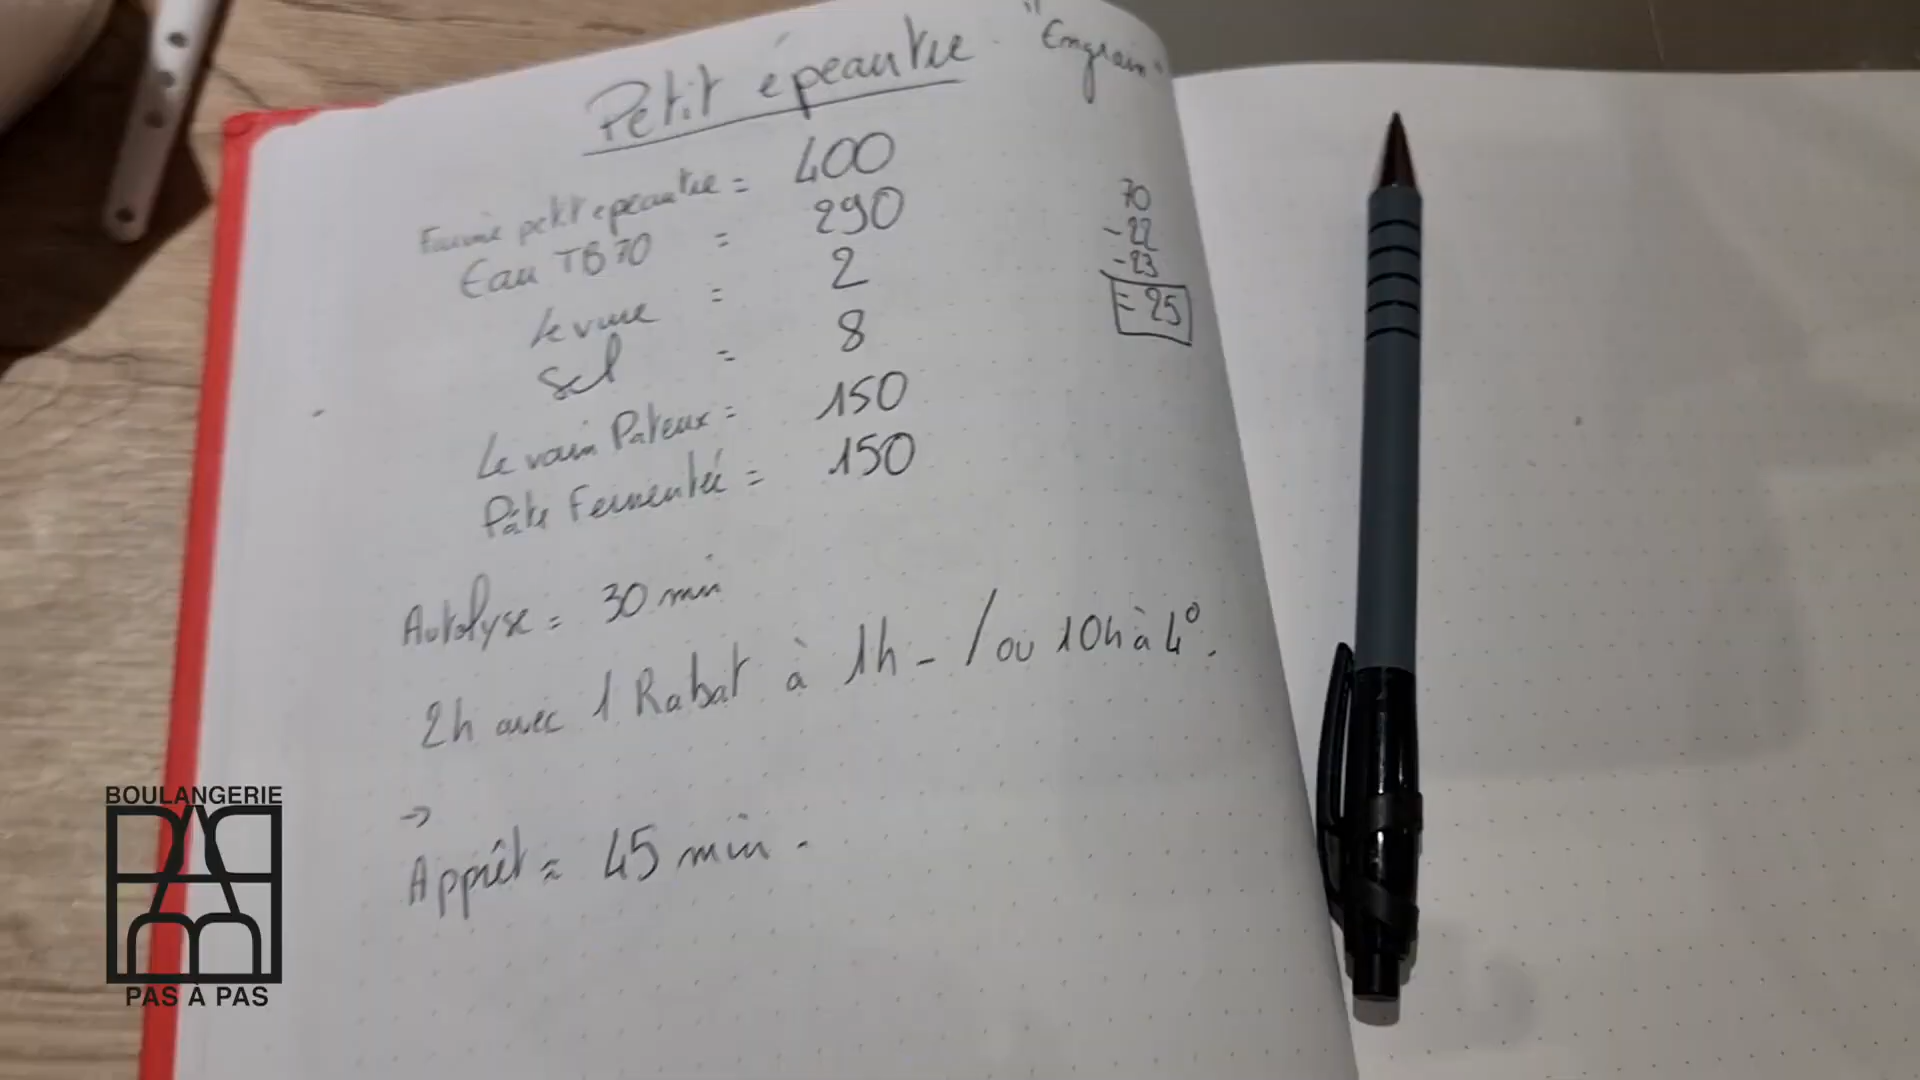 Petit épeautre - "Engrain"
Farine petit epeautre = 400
Eau TB 70 = 290
Levure = 2
Sel = 8
Levain Pateux = 150
Pâte Fermentée = 150
70
-22
-23
= 25
Autolyse = 30 min
2h avec 1 Rabat à 1h - / ou 10h à 4°.
→
Apprêt = 45 min.
BOULANGERIE
PAS À PAS